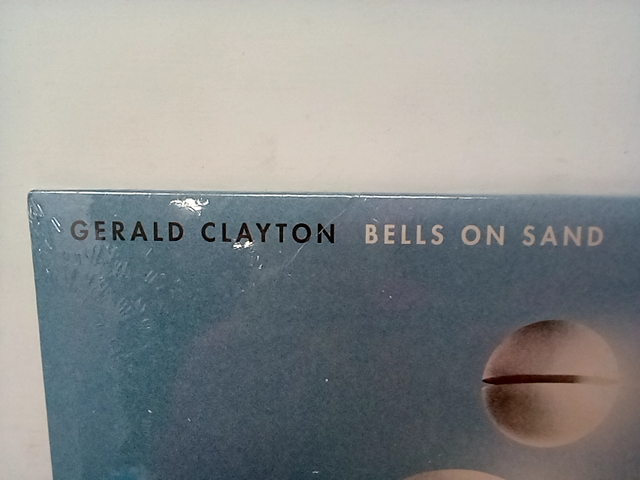 GERALD CLAYTON BELLS ON SAND